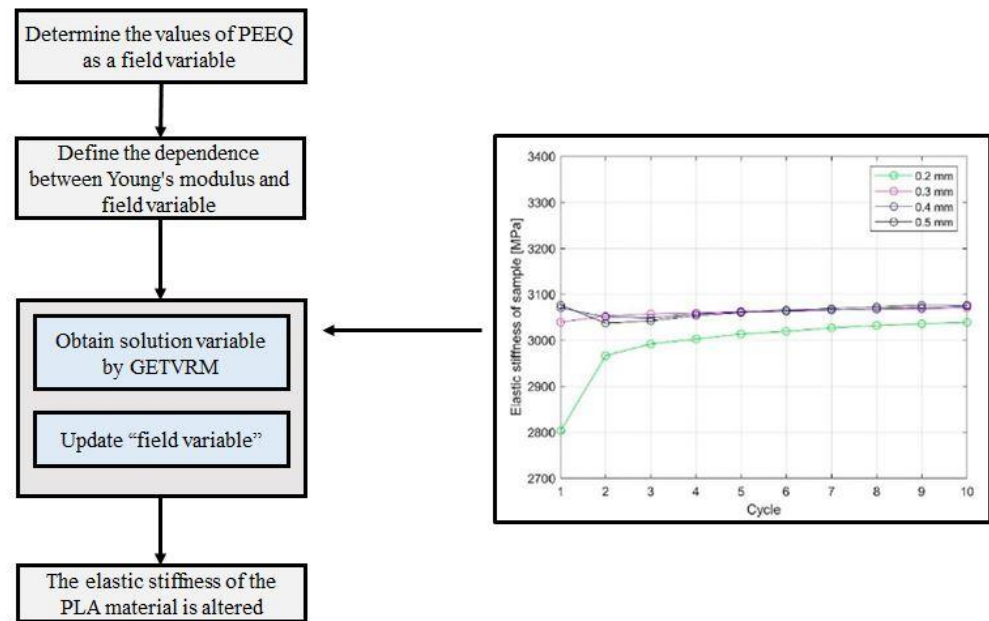 Determine the values of PEEQ
as a field variable
Define the dependence
between Young's modulus and
field variable
Obtain solution variable
by GETVRM
Update “field variable”
The elastic stiffness of the
PLA material is altered
Elastic stiffness of sample [MPa]
3400
3300
3200
3100
3000
2900
2800
2700
1 2 3 4 5 6 7 8 9 10
Cycle
0.2 mm
0.3 mm
0.4 mm
0.5 mm